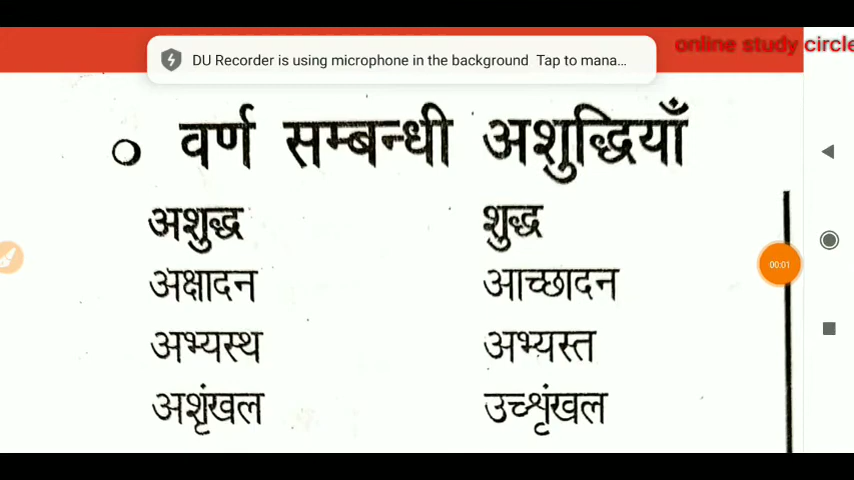 online study circle
DU Recorder is using microphone in the background Tap to mana...
वर्ण सम्बन्धी अशुद्धियाँ
अशुद्ध शुद्ध
अक्षादन आच्छादन
अभ्यस्थ अभ्यस्त
अशृंखल उच्शृंखल
00:01